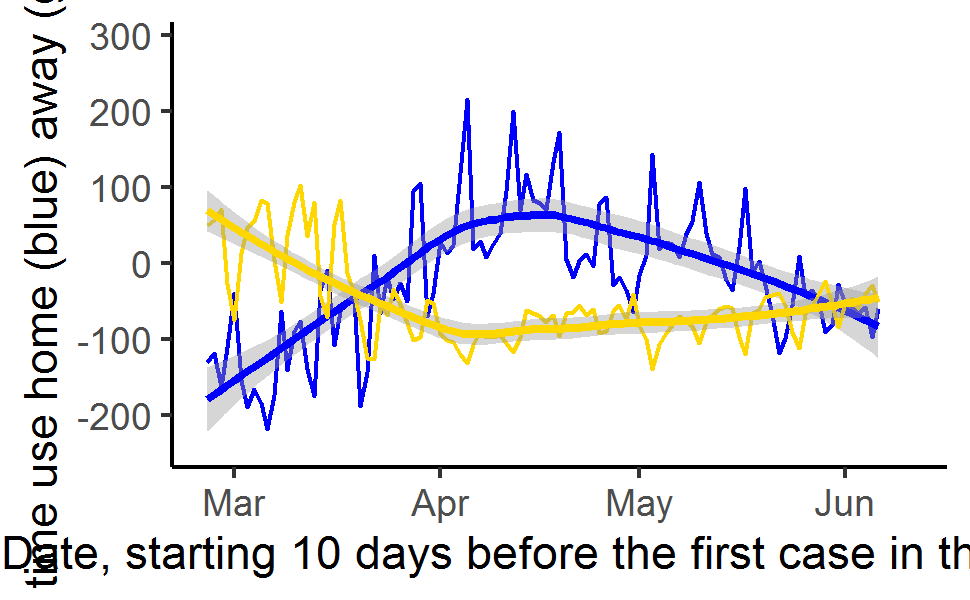 time use home (blue) away (
300
200
100
0
-100
-200
Mar Apr May Jun
Date, starting 10 days before the first case in th